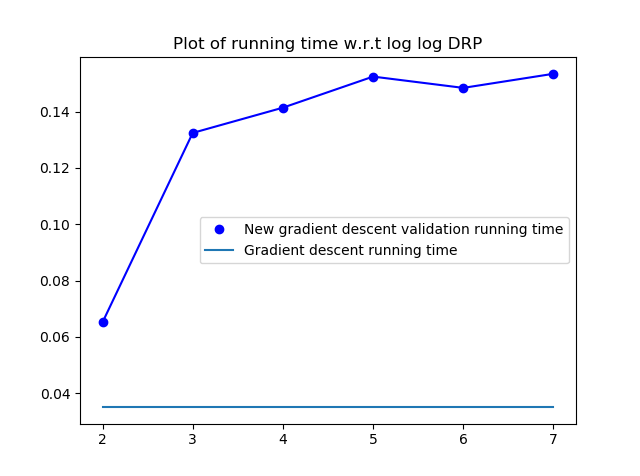 Plot of running time w.r.t log log DRP
0.14
0.12
0.10
0.08
0.06
0.04
New gradient descent validation running time
Gradient descent running time
2 3 4 5 6 7